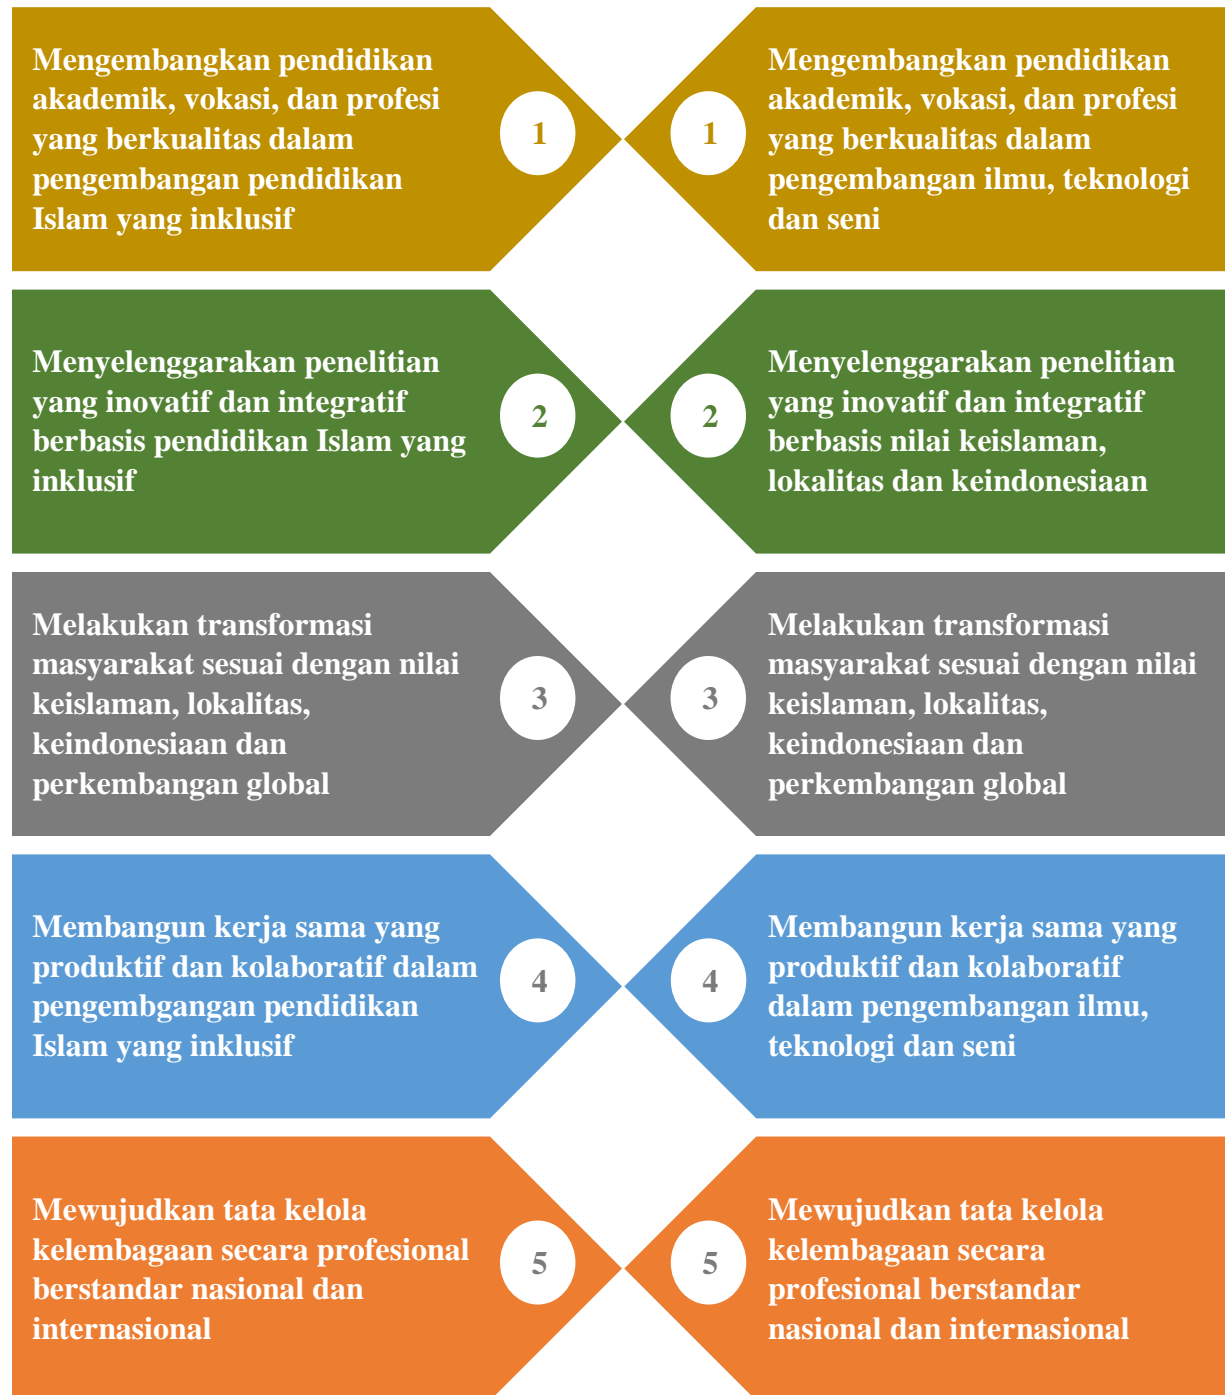 Mengembangkan pendidikan
akademik, vokasi, dan profesi
yang berkualitas dalam
pengembangan pendidikan
Islam yang inklusif
1
1
Mengembangkan pendidikan
akademik, vokasi, dan profesi
yang berkualitas dalam
pengembangan ilmu, teknologi
dan seni
Menyelenggarakan penelitian
yang inovatif dan integratif
berbasis pendidikan Islam yang
inklusif
2
2
Menyelenggarakan penelitian
yang inovatif dan integratif
berbasis nilai keislaman,
lokalitas dan keindonesiaan
Melakukan transformasi
masyarakat sesuai dengan nilai
keislaman, lokalitas,
keindonesiaan dan
perkembangan global
3
3
Melakukan transformasi
masyarakat sesuai dengan nilai
keislaman, lokalitas,
keindonesiaan dan
perkembangan global
Membangun kerja sama yang
produktif dan kolaboratif dalam
pengembgangan pendidikan
Islam yang inklusif
4
4
Membangun kerja sama yang
produktif dan kolaboratif
dalam pengembangan ilmu,
teknologi dan seni
Mewujudkan tata kelola
kelembagaan secara profesional
berstandar nasional dan
internasional
5
5
Mewujudkan tata kelola
kelembagaan secara
profesional berstandar
nasional dan internasional